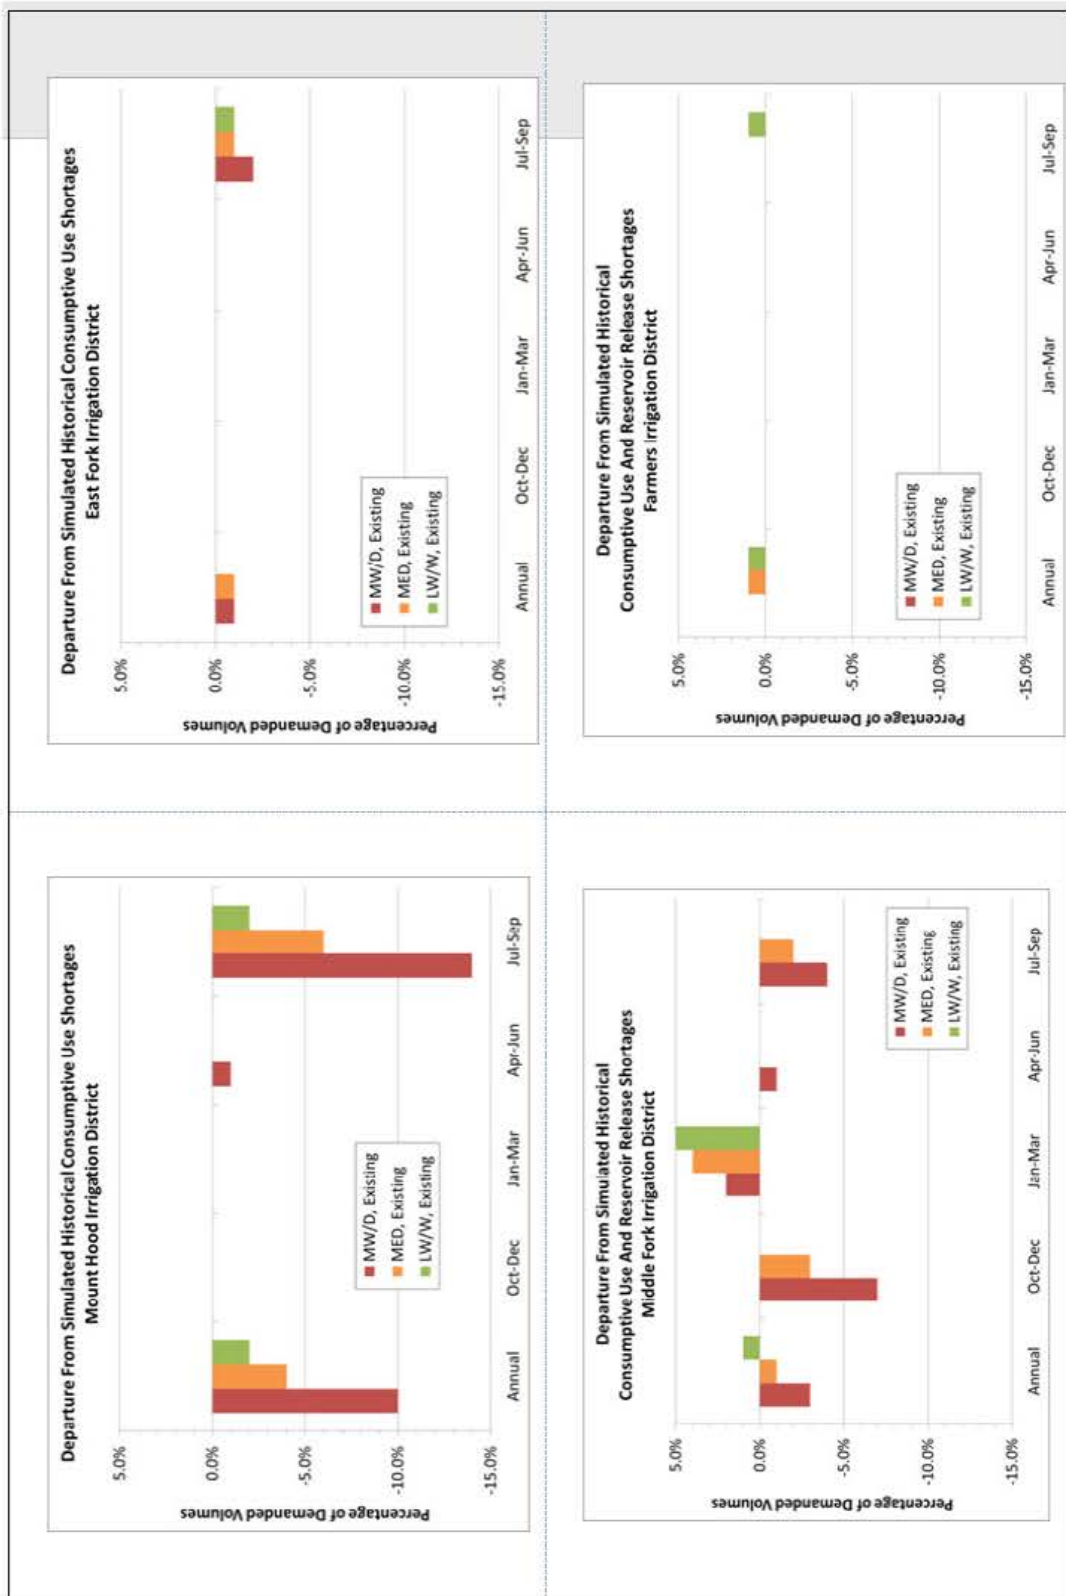 Departure From Simulated Historical Consumptive Use Shortages
Mount Hood Irrigation District
Percentage of Demanded Volumes
5.0%
0.0%
-5.0%
-10.0%
-15.0%
MW/D, Existing
MED, Existing
LW/W, Existing
Annual
Oct-Dec
Jan-Mar
Apr-Jun
Jul-Sep
Departure From Simulated Historical Consumptive Use Shortages
East Fork Irrigation District
Percentage of Demanded Volumes
5.0%
0.0%
-5.0%
-10.0%
-15.0%
MW/D, Existing
MED, Existing
LW/W, Existing
Annual
Oct-Dec
Jan-Mar
Apr-Jun
Jul-Sep
Departure From Simulated Historical
Consumptive Use And Reservoir Release Shortages
Middle Fork Irrigation District
Percentage of Demanded Volumes
5.0%
0.0%
-5.0%
-10.0%
-15.0%
MW/D, Existing
MED, Existing
LW/W, Existing
Annual
Oct-Dec
Jan-Mar
Apr-Jun
Jul-Sep
Departure From Simulated Historical
Consumptive Use And Reservoir Release Shortages
Farmers Irrigation District
Percentage of Demanded Volumes
5.0%
0.0%
-5.0%
-10.0%
-15.0%
MW/D, Existing
MED, Existing
LW/W, Existing
Annual
Oct-Dec
Jan-Mar
Apr-Jun
Jul-Sep